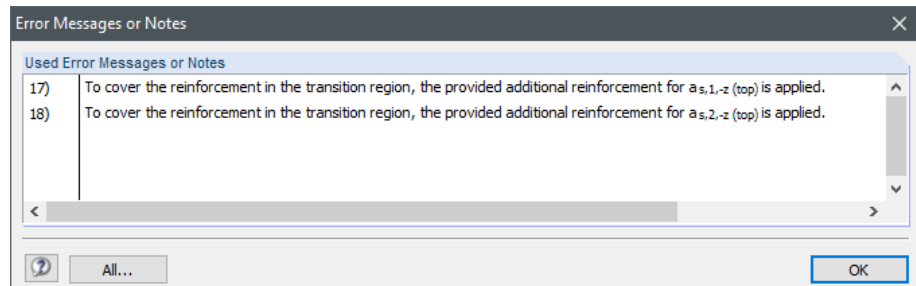 Error Messages or Notes
Used Error Messages or Notes
17) To cover the reinforcement in the transition region, the provided additional reinforcement for a s,1,-z (top) is applied.
18) To cover the reinforcement in the transition region, the provided additional reinforcement for a s,2,-z (top) is applied.
All...
OK